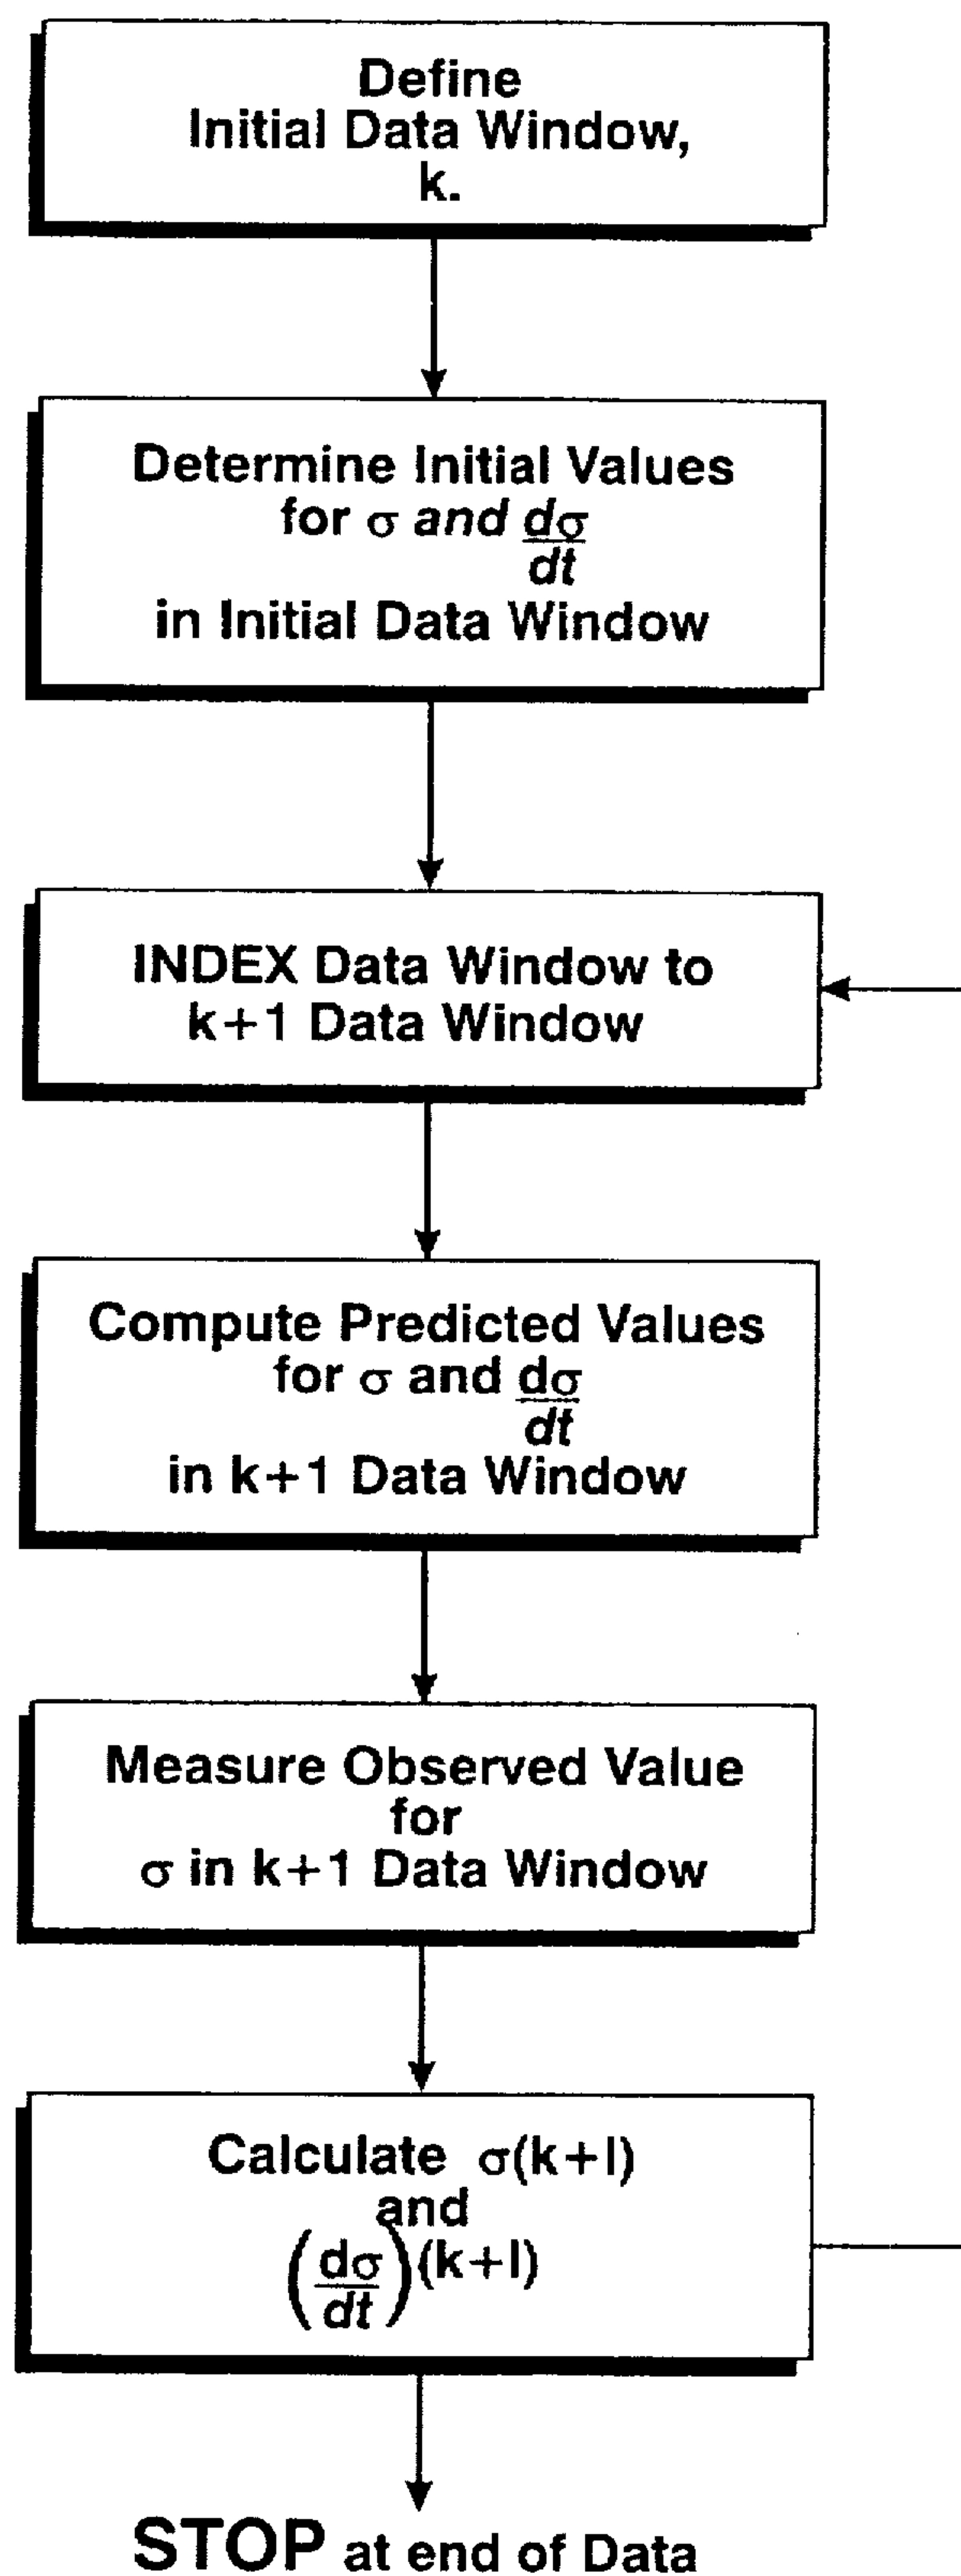 Define
Initial Data Window,
k.
Determine Initial Values
for σ and dσ
dt
in Initial Data Window
INDEX Data Window to
k+1 Data Window
Compute Predicted Values
for σ and dσ
dt
in k+1 Data Window
Measure Observed Value
for
σ in k+1 Data Window
Calculate σ(k+l)
and
(dσ/dt)(k+l)
STOP at end of Data